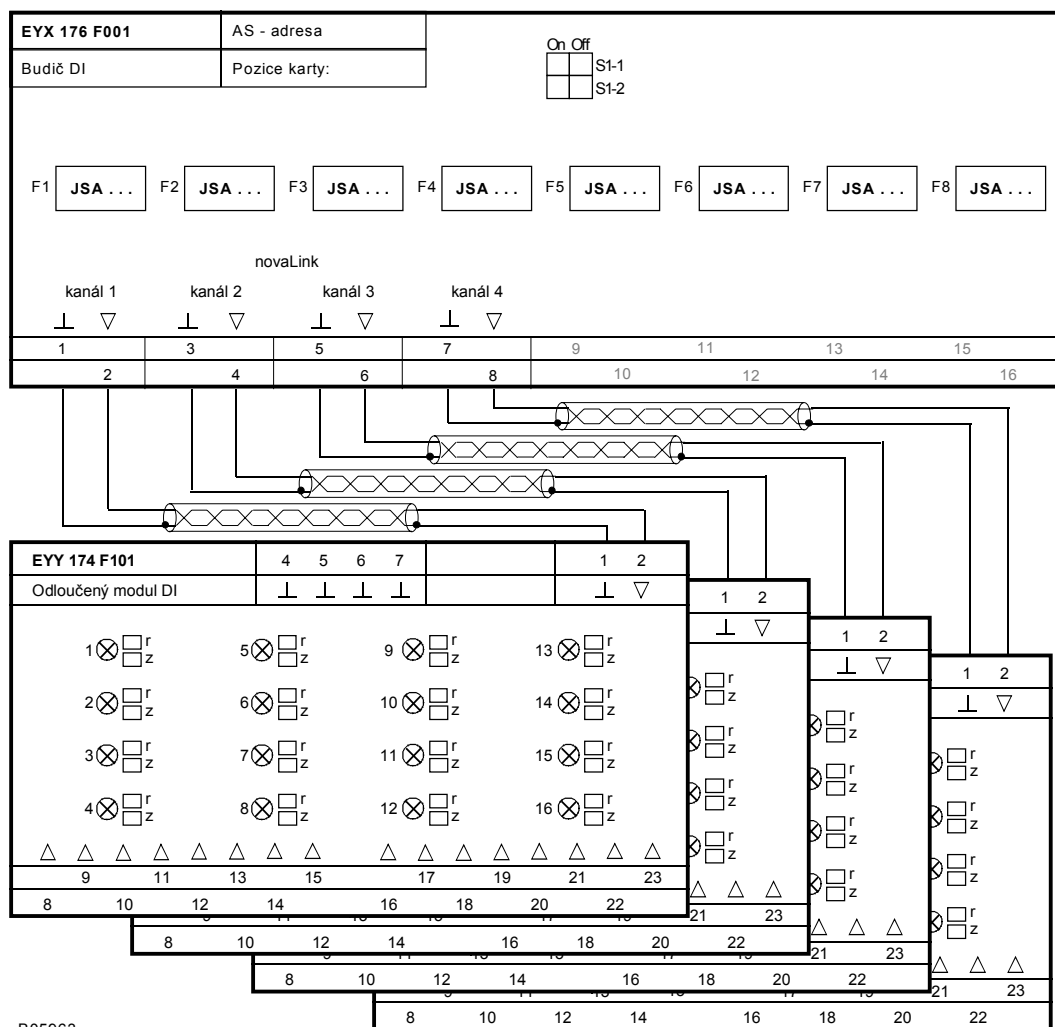 EYX 176 F001 AS - adresa
Budič DI Pozice karty:
On Off
S1-1
S1-2
F1 JSA . . . F2 JSA . . . F3 JSA . . . F4 JSA . . . F5 JSA . . . F6 JSA . . . F7 JSA . . . F8 JSA . . .
novaLink
kanál 1 kanál 2 kanál 3 kanál 4
1 3 5 7 9 11 13 15
2 4 6 8 10 12 14 16
EYY 174 F101 4 5 6 7 1 2
Odloučený modul DI
1 2
1 2
1 2
1 r z 5 r z 9 r z 13 r z
2 r z 6 r z 10 r z 14 r z
3 r z 7 r z 11 r z 15 r z
4 r z 8 r z 12 r z 16 r z
r z
r z
r z
r z
r z
r z
r z
r z
r z
r z
r z
r z
9 11 13 15 17 19 21 23
8 10 12 14 16 18 20 22
21 23
8 10 12 14 16 18 20 22
21 23
8 10 12 14 16 18 20 22
21 23
8 10 12 14 16 18 20 22